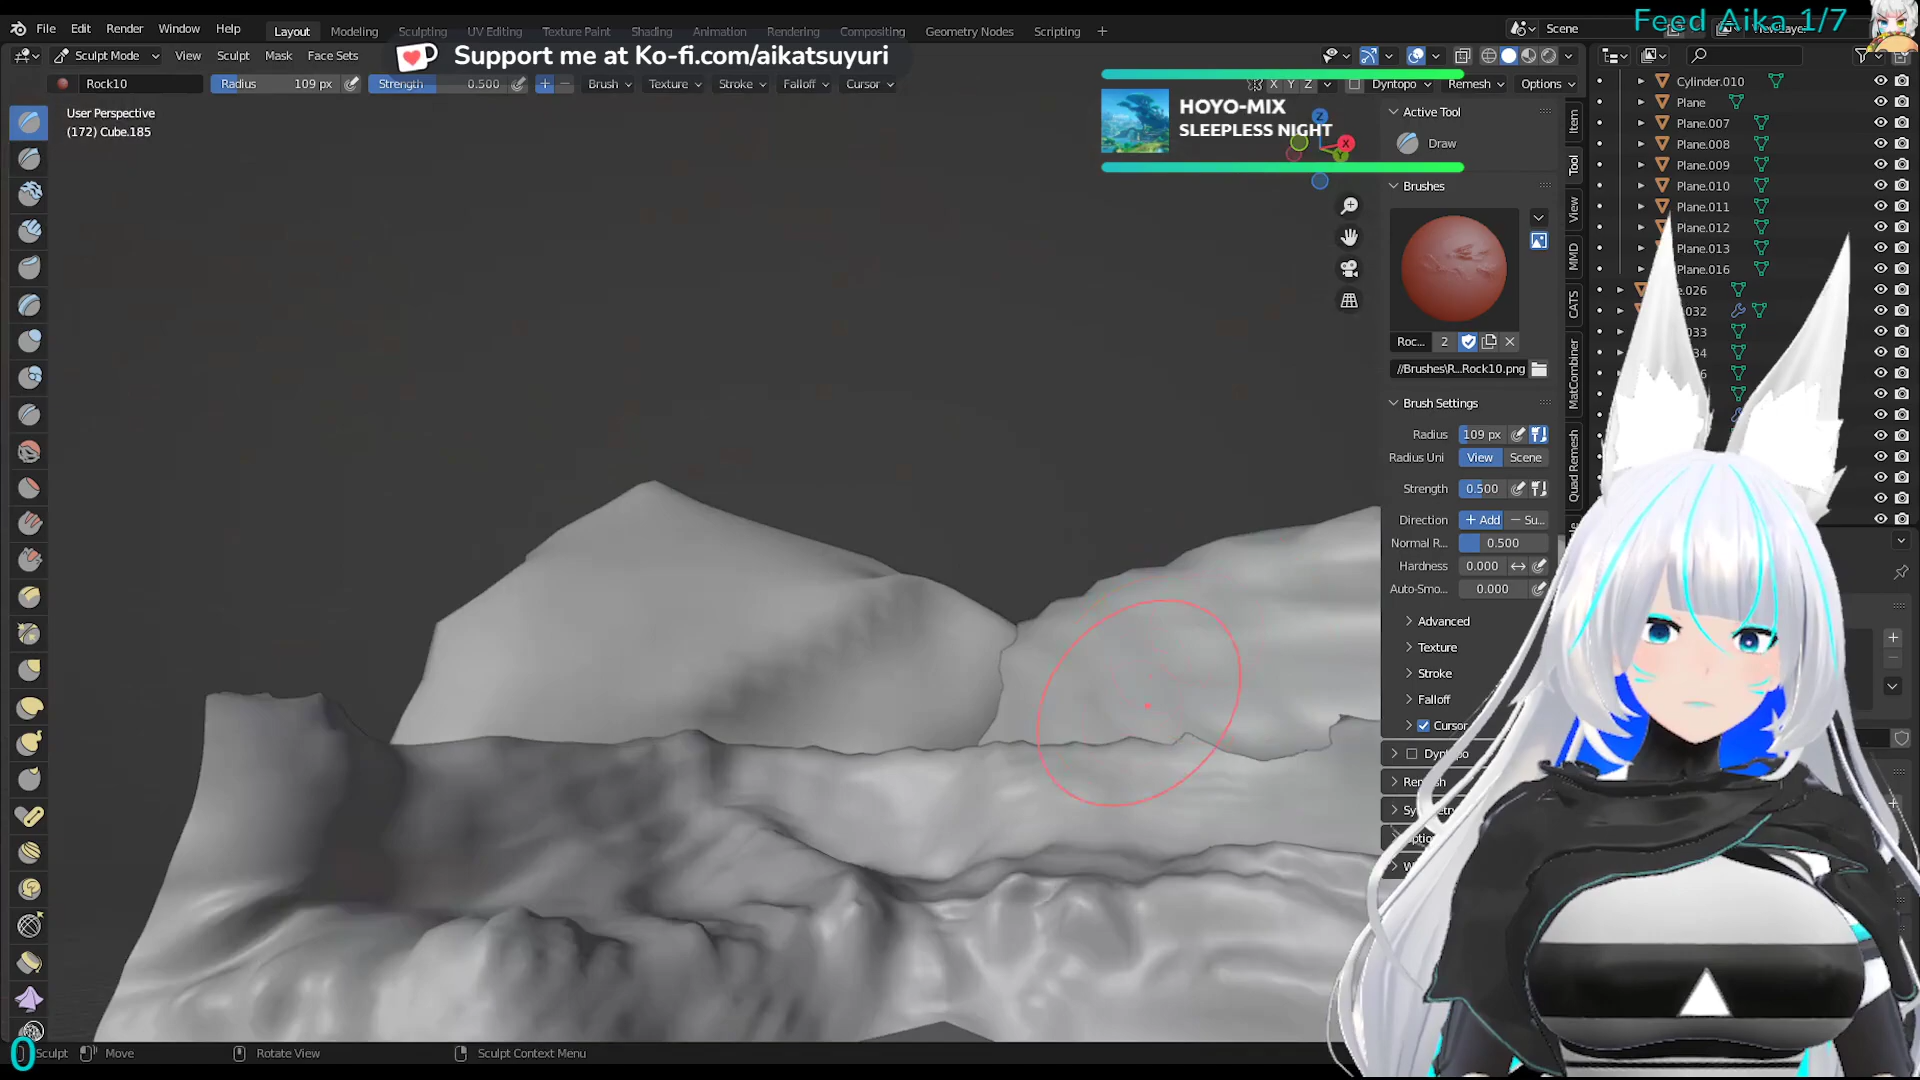 File Edit Render Window Help
Layout Modeling Sculpting UV Editing Texture Paint Shading Animation Rendering Compositing Geometry Nodes Scripting +
Scene
Feed Aika 1/7
Sculpt Mode View Sculpt Mask Face Sets
Support me at Ko-fi.com/aikatsuyuri
Rock10 Radius 109 px Strength 0.500 Brush Texture Stroke Falloff Cursor
X Y Z Dyntopo Remesh Options
User Perspective
(172) Cube.185
HOYO-MIX
SLEEPLESS NIGHT
Z
X
Y
Active Tool
Draw
Brushes
Roc... 2
//Brushes\R...Rock10.png
Brush Settings
Radius 109 px
Radius Uni View Scene
Strength 0.500
Direction + Add — Su...
Normal R... 0.500
Hardness 0.000
Auto-Smo... 0.000
Advanced
Texture
Stroke
Falloff
Cursor
Item
Tool
View
MMD
CATS
MatCombiner
Quad Remesh
Cylinder.010
Plane
Plane.007
Plane.008
Plane.009
Plane.010
Plane.011
Plane.012
Plane.013
Plane.016
.026
.032
0
Sculpt Move Rotate View Sculpt Context Menu